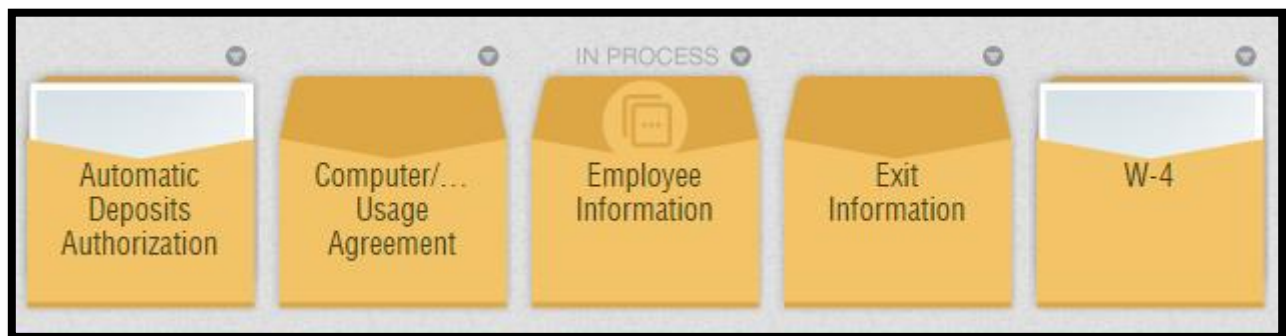 IN PROCESS
Automatic
Deposits
Authorization
Computer/...
Usage
Agreement
Employee
Information
Exit
Information
W-4